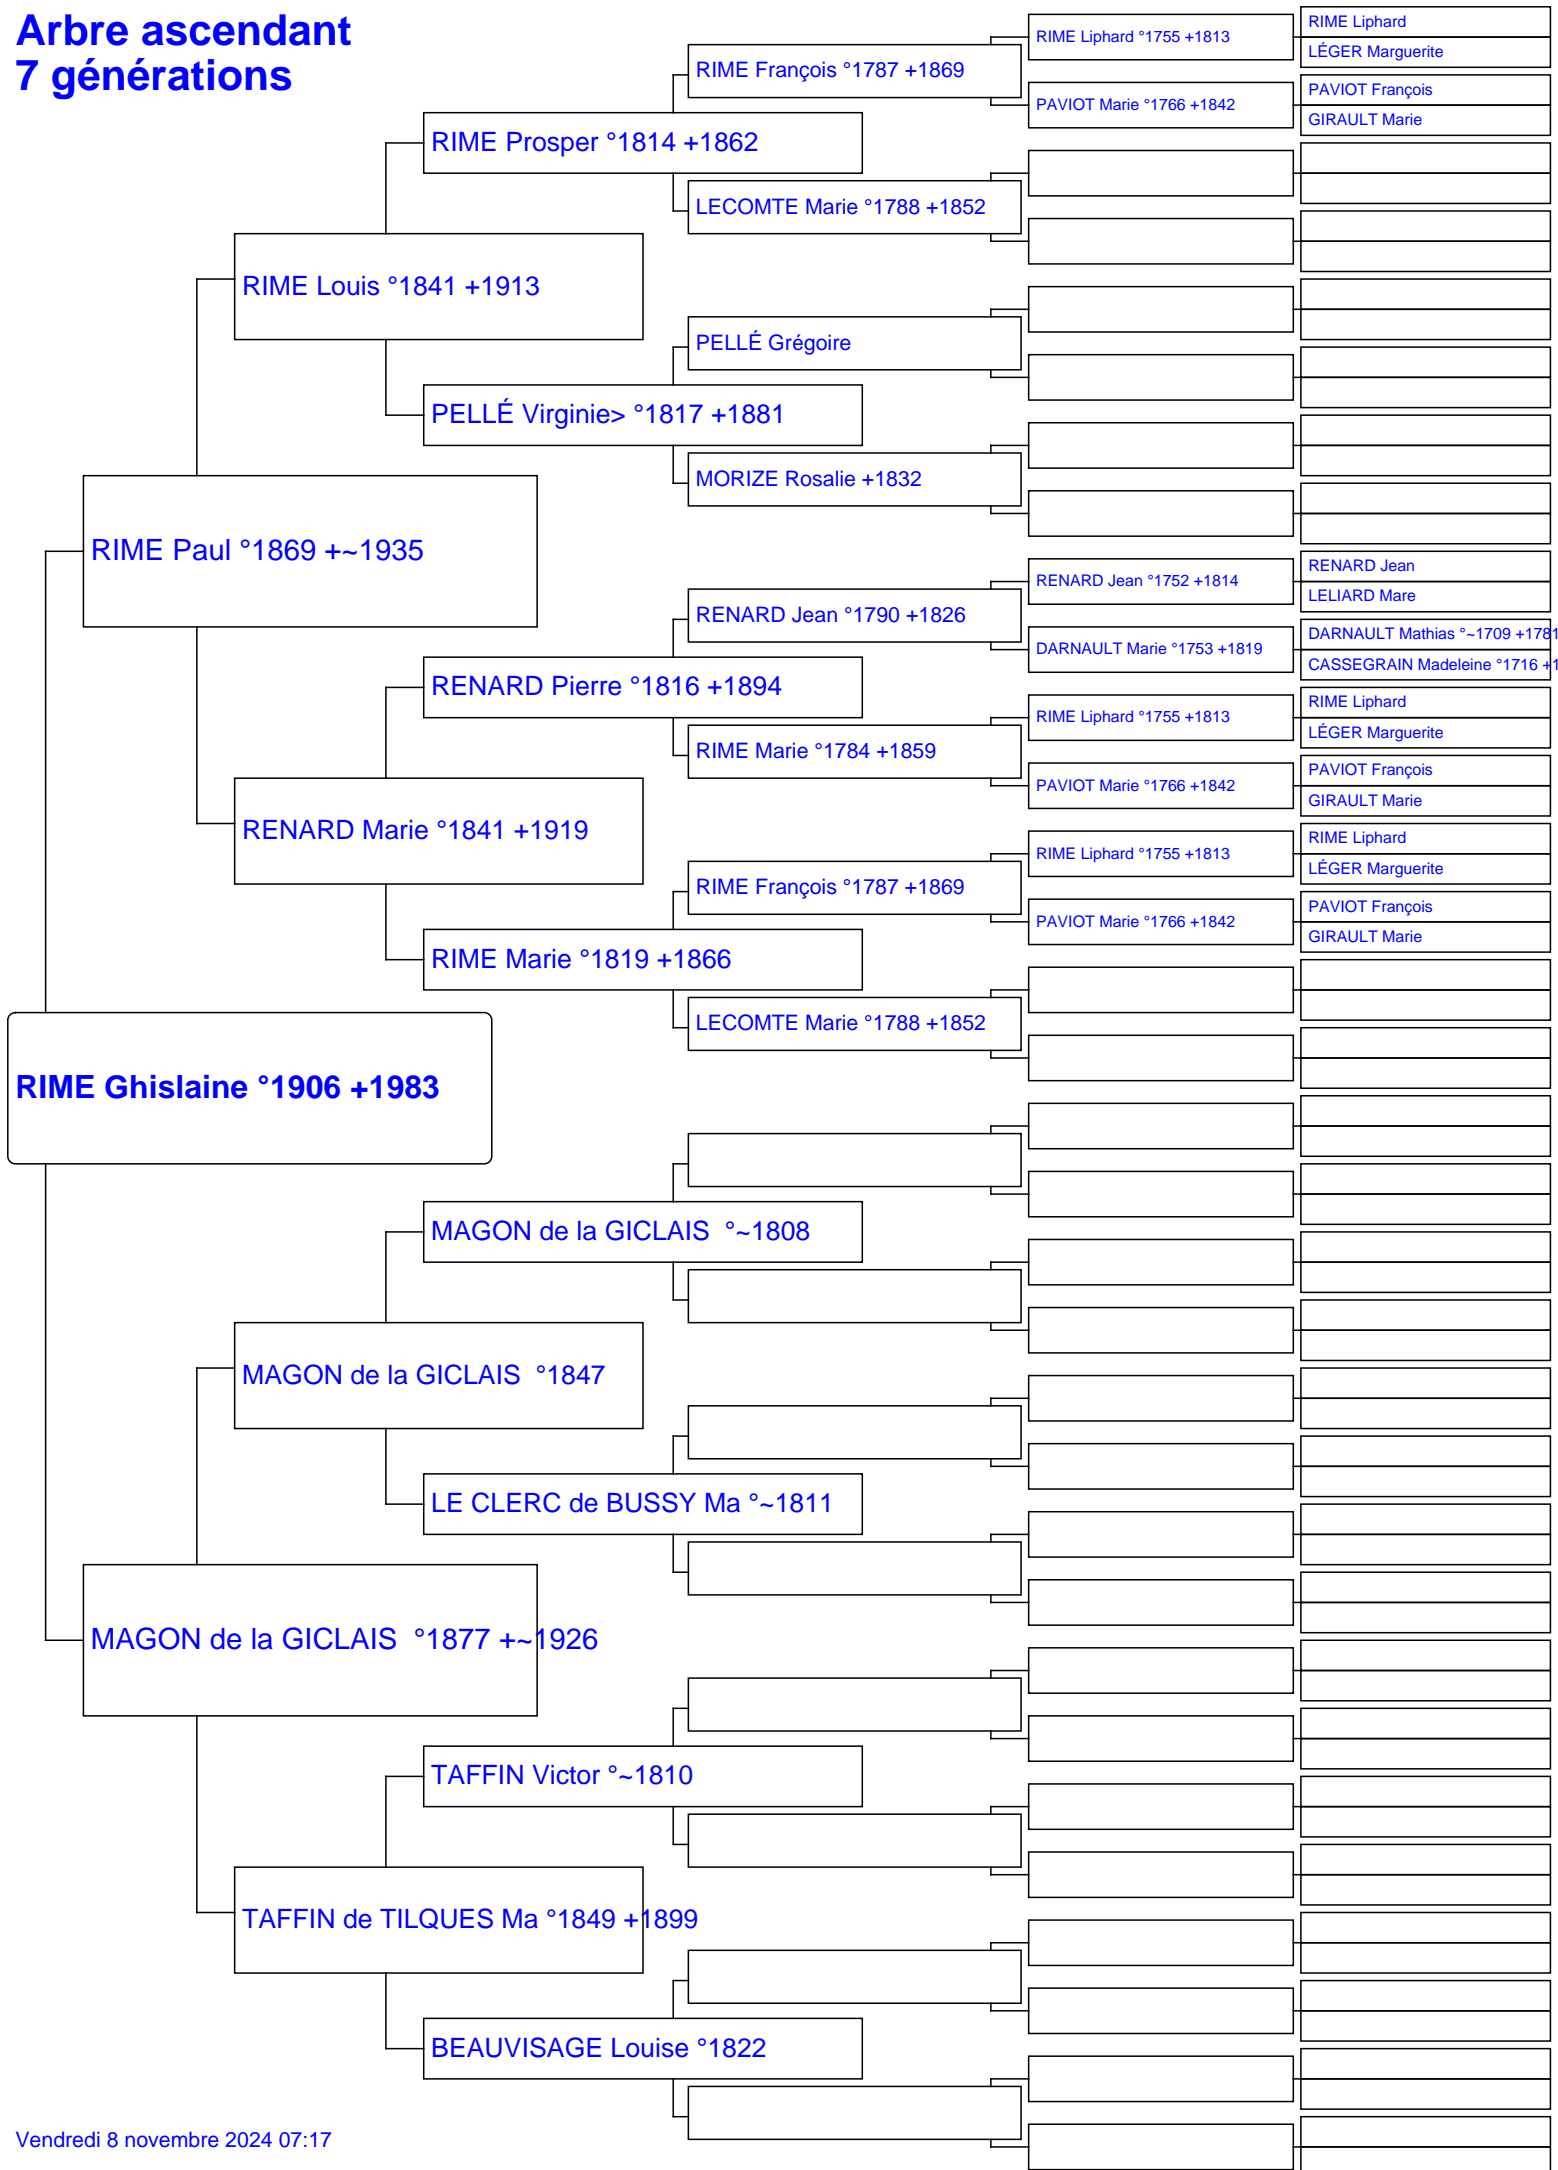 Arbre ascendant
7 générations
RIME Liphard
RIME Liphard °1755 +1813
LÉGER Marguerite
RIME François °1787 +1869
PAVIOT François
PAVIOT Marie °1766 +1842
GIRAULT Marie
RIME Prosper °1814 +1862
LECOMTE Marie °1788 +1852
RIME Louis °1841 +1913
PELLÉ Grégoire
PELLÉ Virginie> °1817 +1881
MORIZE Rosalie +1832
RIME Paul °1869 +~1935
RENARD Jean
RENARD Jean °1752 +1814
LELIARD Mare
RENARD Jean °1790 +1826
DARNAULT Mathias °~1709 +1781
DARNAULT Marie °1753 +1819
CASSEGRAIN Madeleine °1716 +1
RENARD Pierre °1816 +1894
RIME Liphard
RIME Liphard °1755 +1813
LÉGER Marguerite
RIME Marie °1784 +1859
PAVIOT François
PAVIOT Marie °1766 +1842
GIRAULT Marie
RENARD Marie °1841 +1919
RIME Liphard
RIME Liphard °1755 +1813
LÉGER Marguerite
RIME François °1787 +1869
PAVIOT François
PAVIOT Marie °1766 +1842
GIRAULT Marie
RIME Marie °1819 +1866
LECOMTE Marie °1788 +1852
RIME Ghislaine °1906 +1983
MAGON de la GICLAIS  °~1808
MAGON de la GICLAIS  °1847
LE CLERC de BUSSY Ma °~1811
MAGON de la GICLAIS  °1877 +~1926
TAFFIN Victor °~1810
TAFFIN de TILQUES Ma °1849 +1899
BEAUVISAGE Louise °1822
Vendredi 8 novembre 2024 07:17